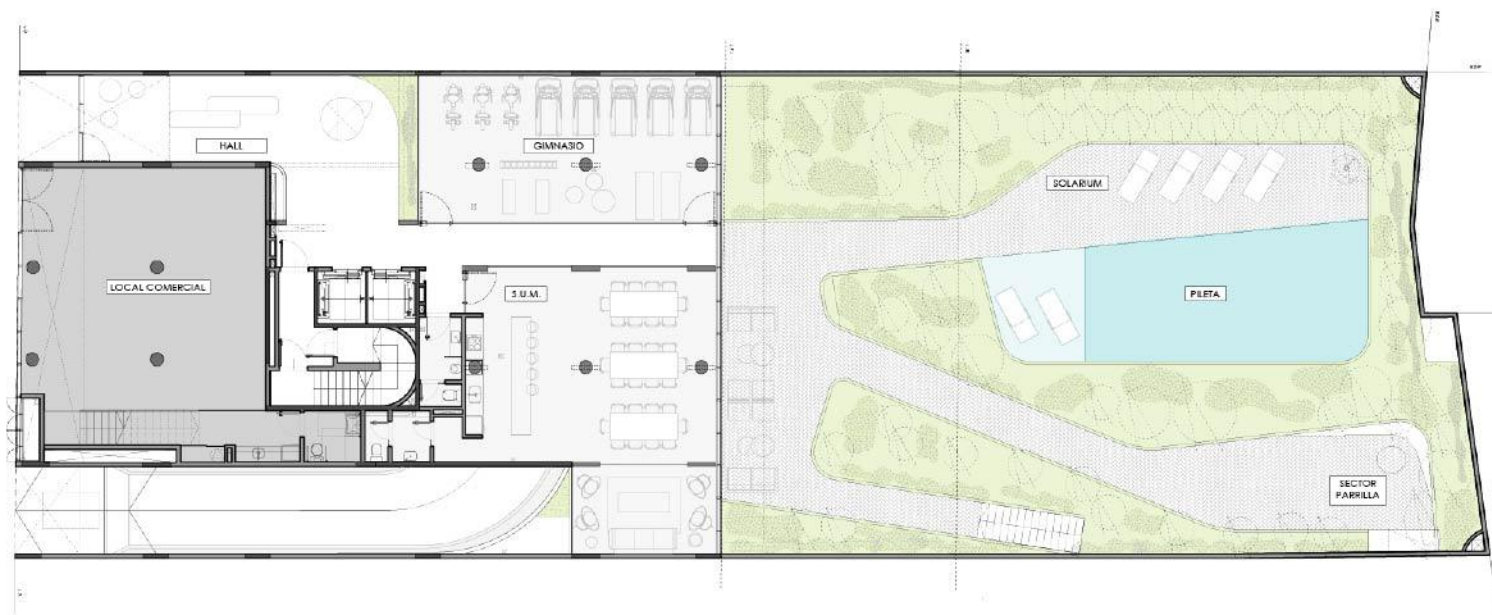 HALL
GIMNASIO
SOLARIUM
LOCAL COMERCIAL
S.U.M.
PILETA
SECTOR
PARRILLA